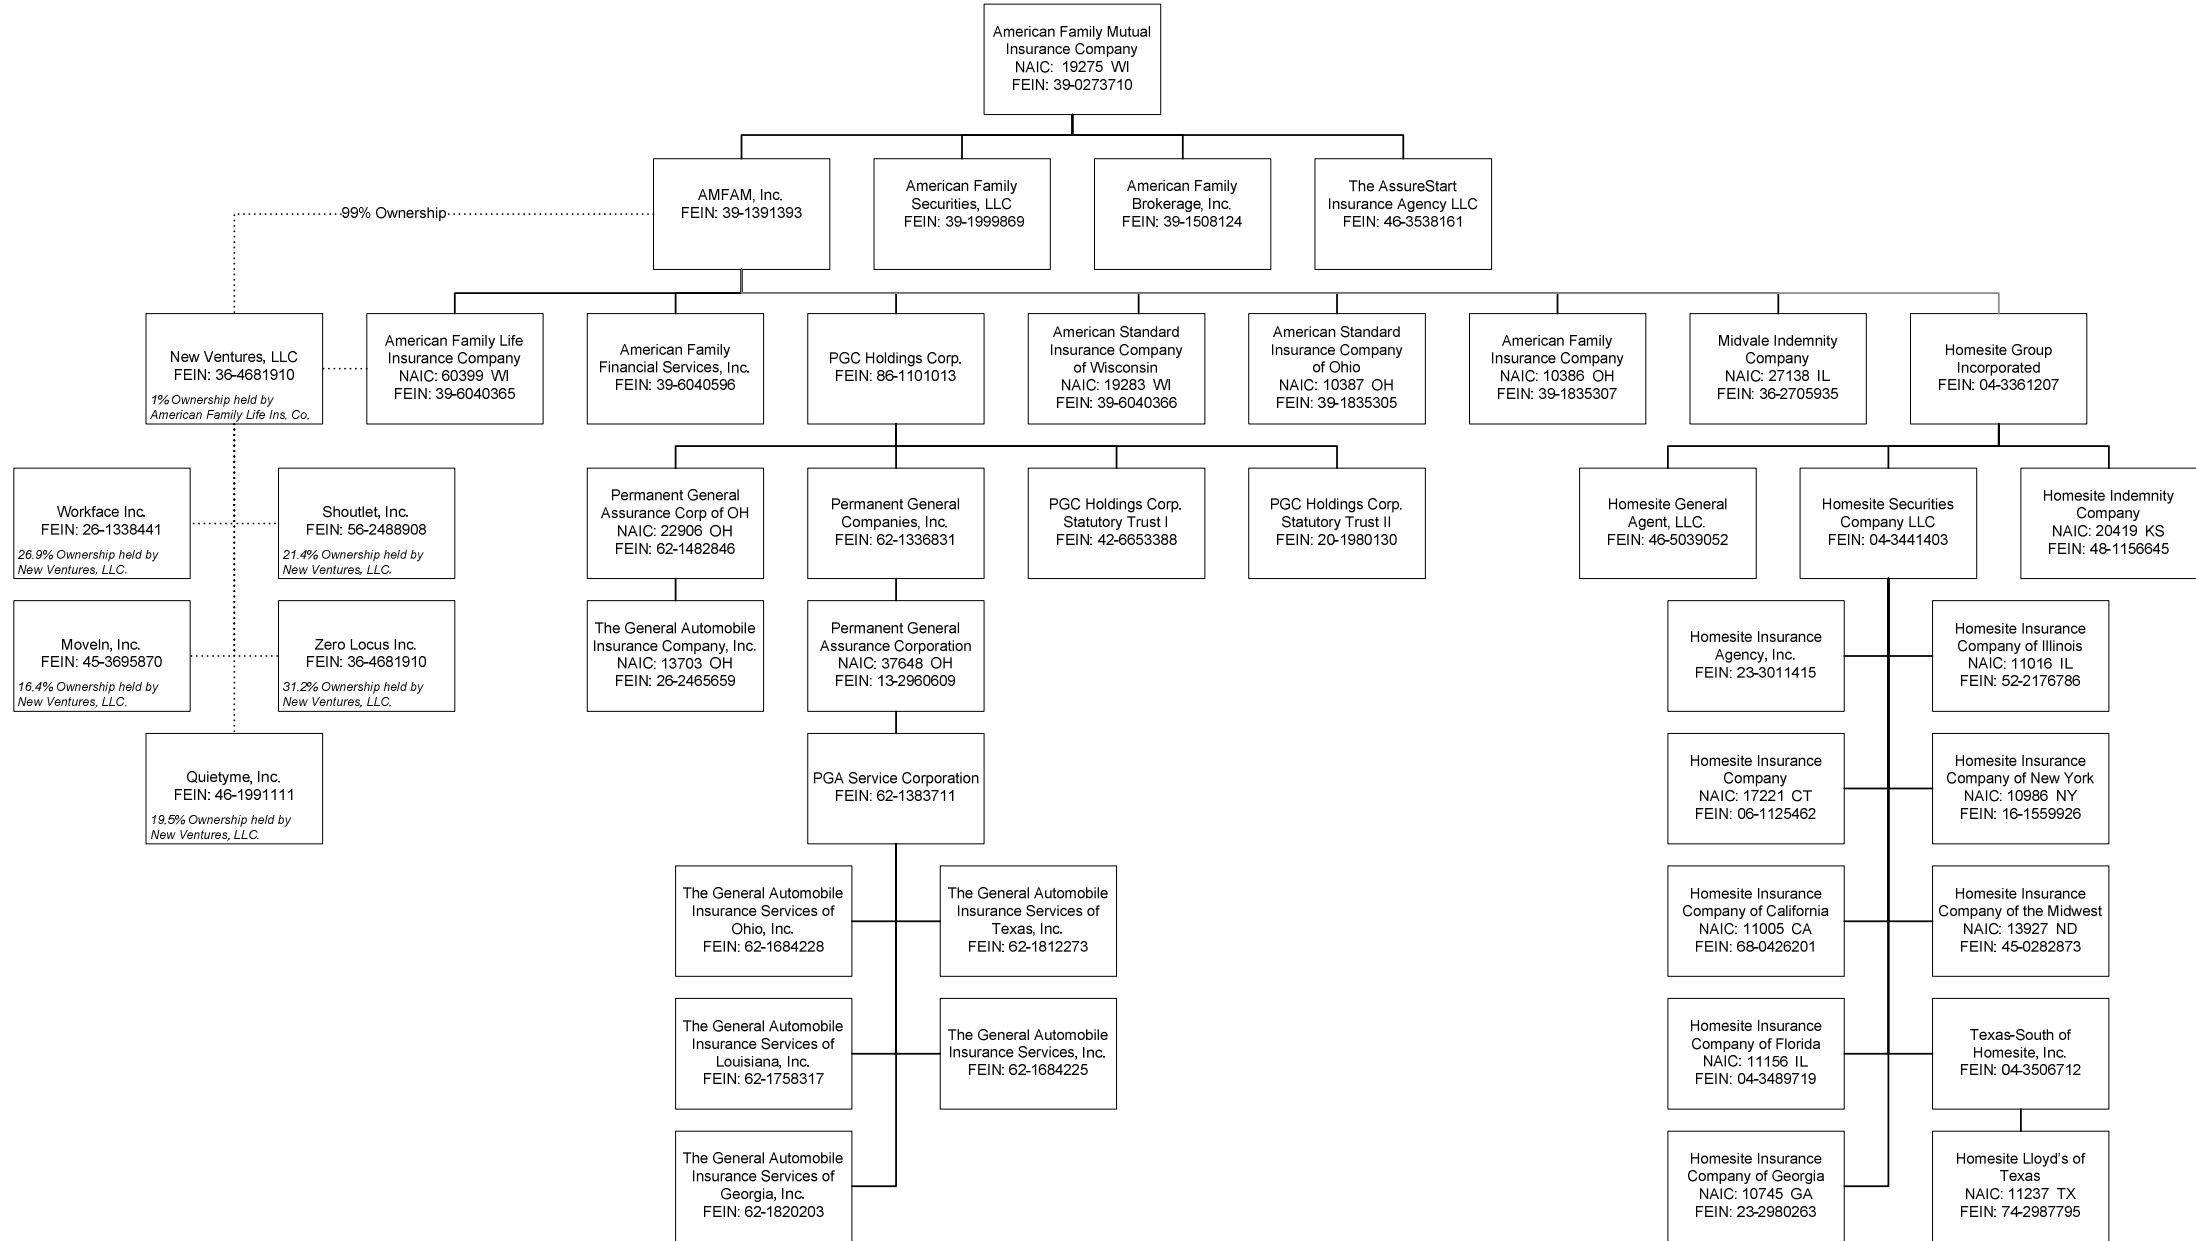 American Family Mutual
Insurance Company
NAIC: 19275 WI
FEIN: 39-0273710
AMFAM, Inc.
FEIN: 39-1391393
American Family
Securities, LLC
FEIN: 39-1999869
American Family
Brokerage, Inc.
FEIN: 39-1508124
The AssureStart
Insurance Agency LLC
FEIN: 46-3538161
99% Ownership
New Ventures, LLC
FEIN: 36-4681910
1% Ownership held by
American Family Life Ins. Co.
American Family Life
Insurance Company
NAIC: 60399 WI
FEIN: 39-6040365
American Family
Financial Services, Inc.
FEIN: 39-6040596
PGC Holdings Corp.
FEIN: 86-1101013
American Standard
Insurance Company
of Wisconsin
NAIC: 19283 WI
FEIN: 39-6040366
American Standard
Insurance Company
of Ohio
NAIC: 10387 OH
FEIN: 39-1835305
American Family
Insurance Company
NAIC: 10386 OH
FEIN: 39-1835307
Midvale Indemnity
Company
NAIC: 27138 IL
FEIN: 36-2705935
Homesite Group
Incorporated
FEIN: 04-3361207
Workface Inc.
FEIN: 26-1338441
26.9% Ownership held by
New Ventures, LLC.
Shoutlet, Inc.
FEIN: 56-2488908
21.4% Ownership held by
New Ventures, LLC.
Permanent General
Assurance Corp of OH
NAIC: 22906 OH
FEIN: 62-1482846
Permanent General
Companies, Inc.
FEIN: 62-1336831
PGC Holdings Corp.
Statutory Trust I
FEIN: 42-6653388
PGC Holdings Corp.
Statutory Trust II
FEIN: 20-1980130
Homesite General
Agent, LLC.
FEIN: 46-5039052
Homesite Securities
Company LLC
FEIN: 04-3441403
Homesite Indemnity
Company
NAIC: 20419 KS
FEIN: 48-1156645
MoveIn, Inc.
FEIN: 45-3695870
16.4% Ownership held by
New Ventures, LLC.
Zero Locus Inc.
FEIN: 36-4681910
31.2% Ownership held by
New Ventures, LLC.
The General Automobile
Insurance Company, Inc.
NAIC: 13703 OH
FEIN: 26-2465659
Permanent General
Assurance Corporation
NAIC: 37648 OH
FEIN: 13-2960609
Homesite Insurance
Agency, Inc.
FEIN: 23-3011415
Homesite Insurance
Company of Illinois
NAIC: 11016 IL
FEIN: 52-2176786
Quietyme, Inc.
FEIN: 46-1991111
19.5% Ownership held by
New Ventures, LLC.
PGA Service Corporation
FEIN: 62-1383711
Homesite Insurance
Company
NAIC: 17221 CT
FEIN: 06-1125462
Homesite Insurance
Company of New York
NAIC: 10986 NY
FEIN: 16-1559926
The General Automobile
Insurance Services of
Ohio, Inc.
FEIN: 62-1684228
The General Automobile
Insurance Services of
Texas, Inc.
FEIN: 62-1812273
Homesite Insurance
Company of California
NAIC: 11005 CA
FEIN: 68-0426201
Homesite Insurance
Company of the Midwest
NAIC: 13927 ND
FEIN: 45-0282873
The General Automobile
Insurance Services of
Louisiana, Inc.
FEIN: 62-1758317
The General Automobile
Insurance Services, Inc.
FEIN: 62-1684225
Homesite Insurance
Company of Florida
NAIC: 11156 IL
FEIN: 04-3489719
Texas-South of
Homesite, Inc.
FEIN: 04-3506712
The General Automobile
Insurance Services of
Georgia, Inc.
FEIN: 62-1820203
Homesite Insurance
Company of Georgia
NAIC: 10745 GA
FEIN: 23-2980263
Homesite Lloyd's of
Texas
NAIC: 11237 TX
FEIN: 74-2987795